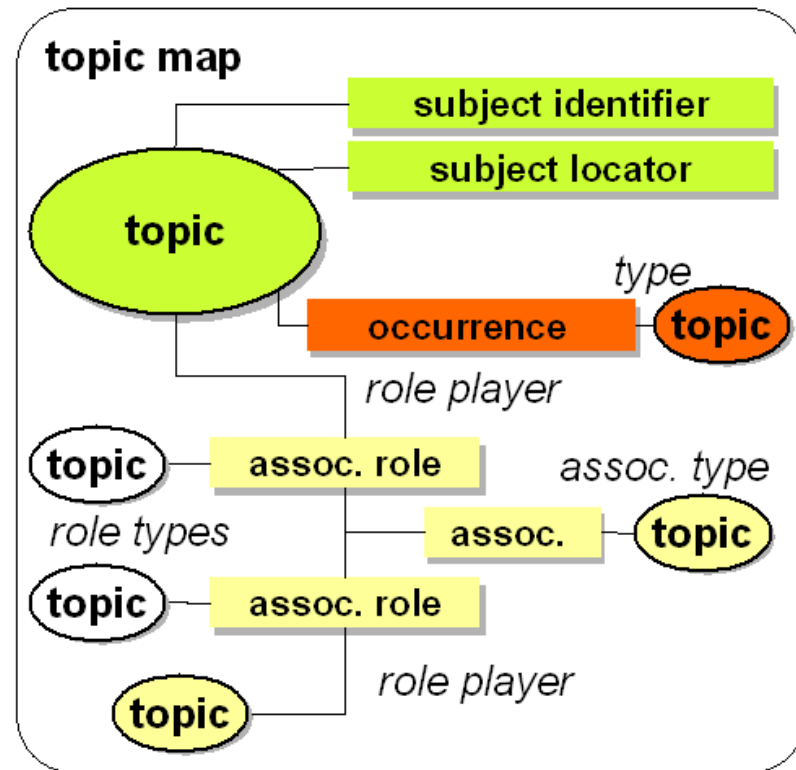 topic map
subject identifier
subject locator
topic
type
occurrence
topic
role player
topic
assoc. role
assoc. type
role types
assoc.
topic
topic
assoc. role
role player
topic